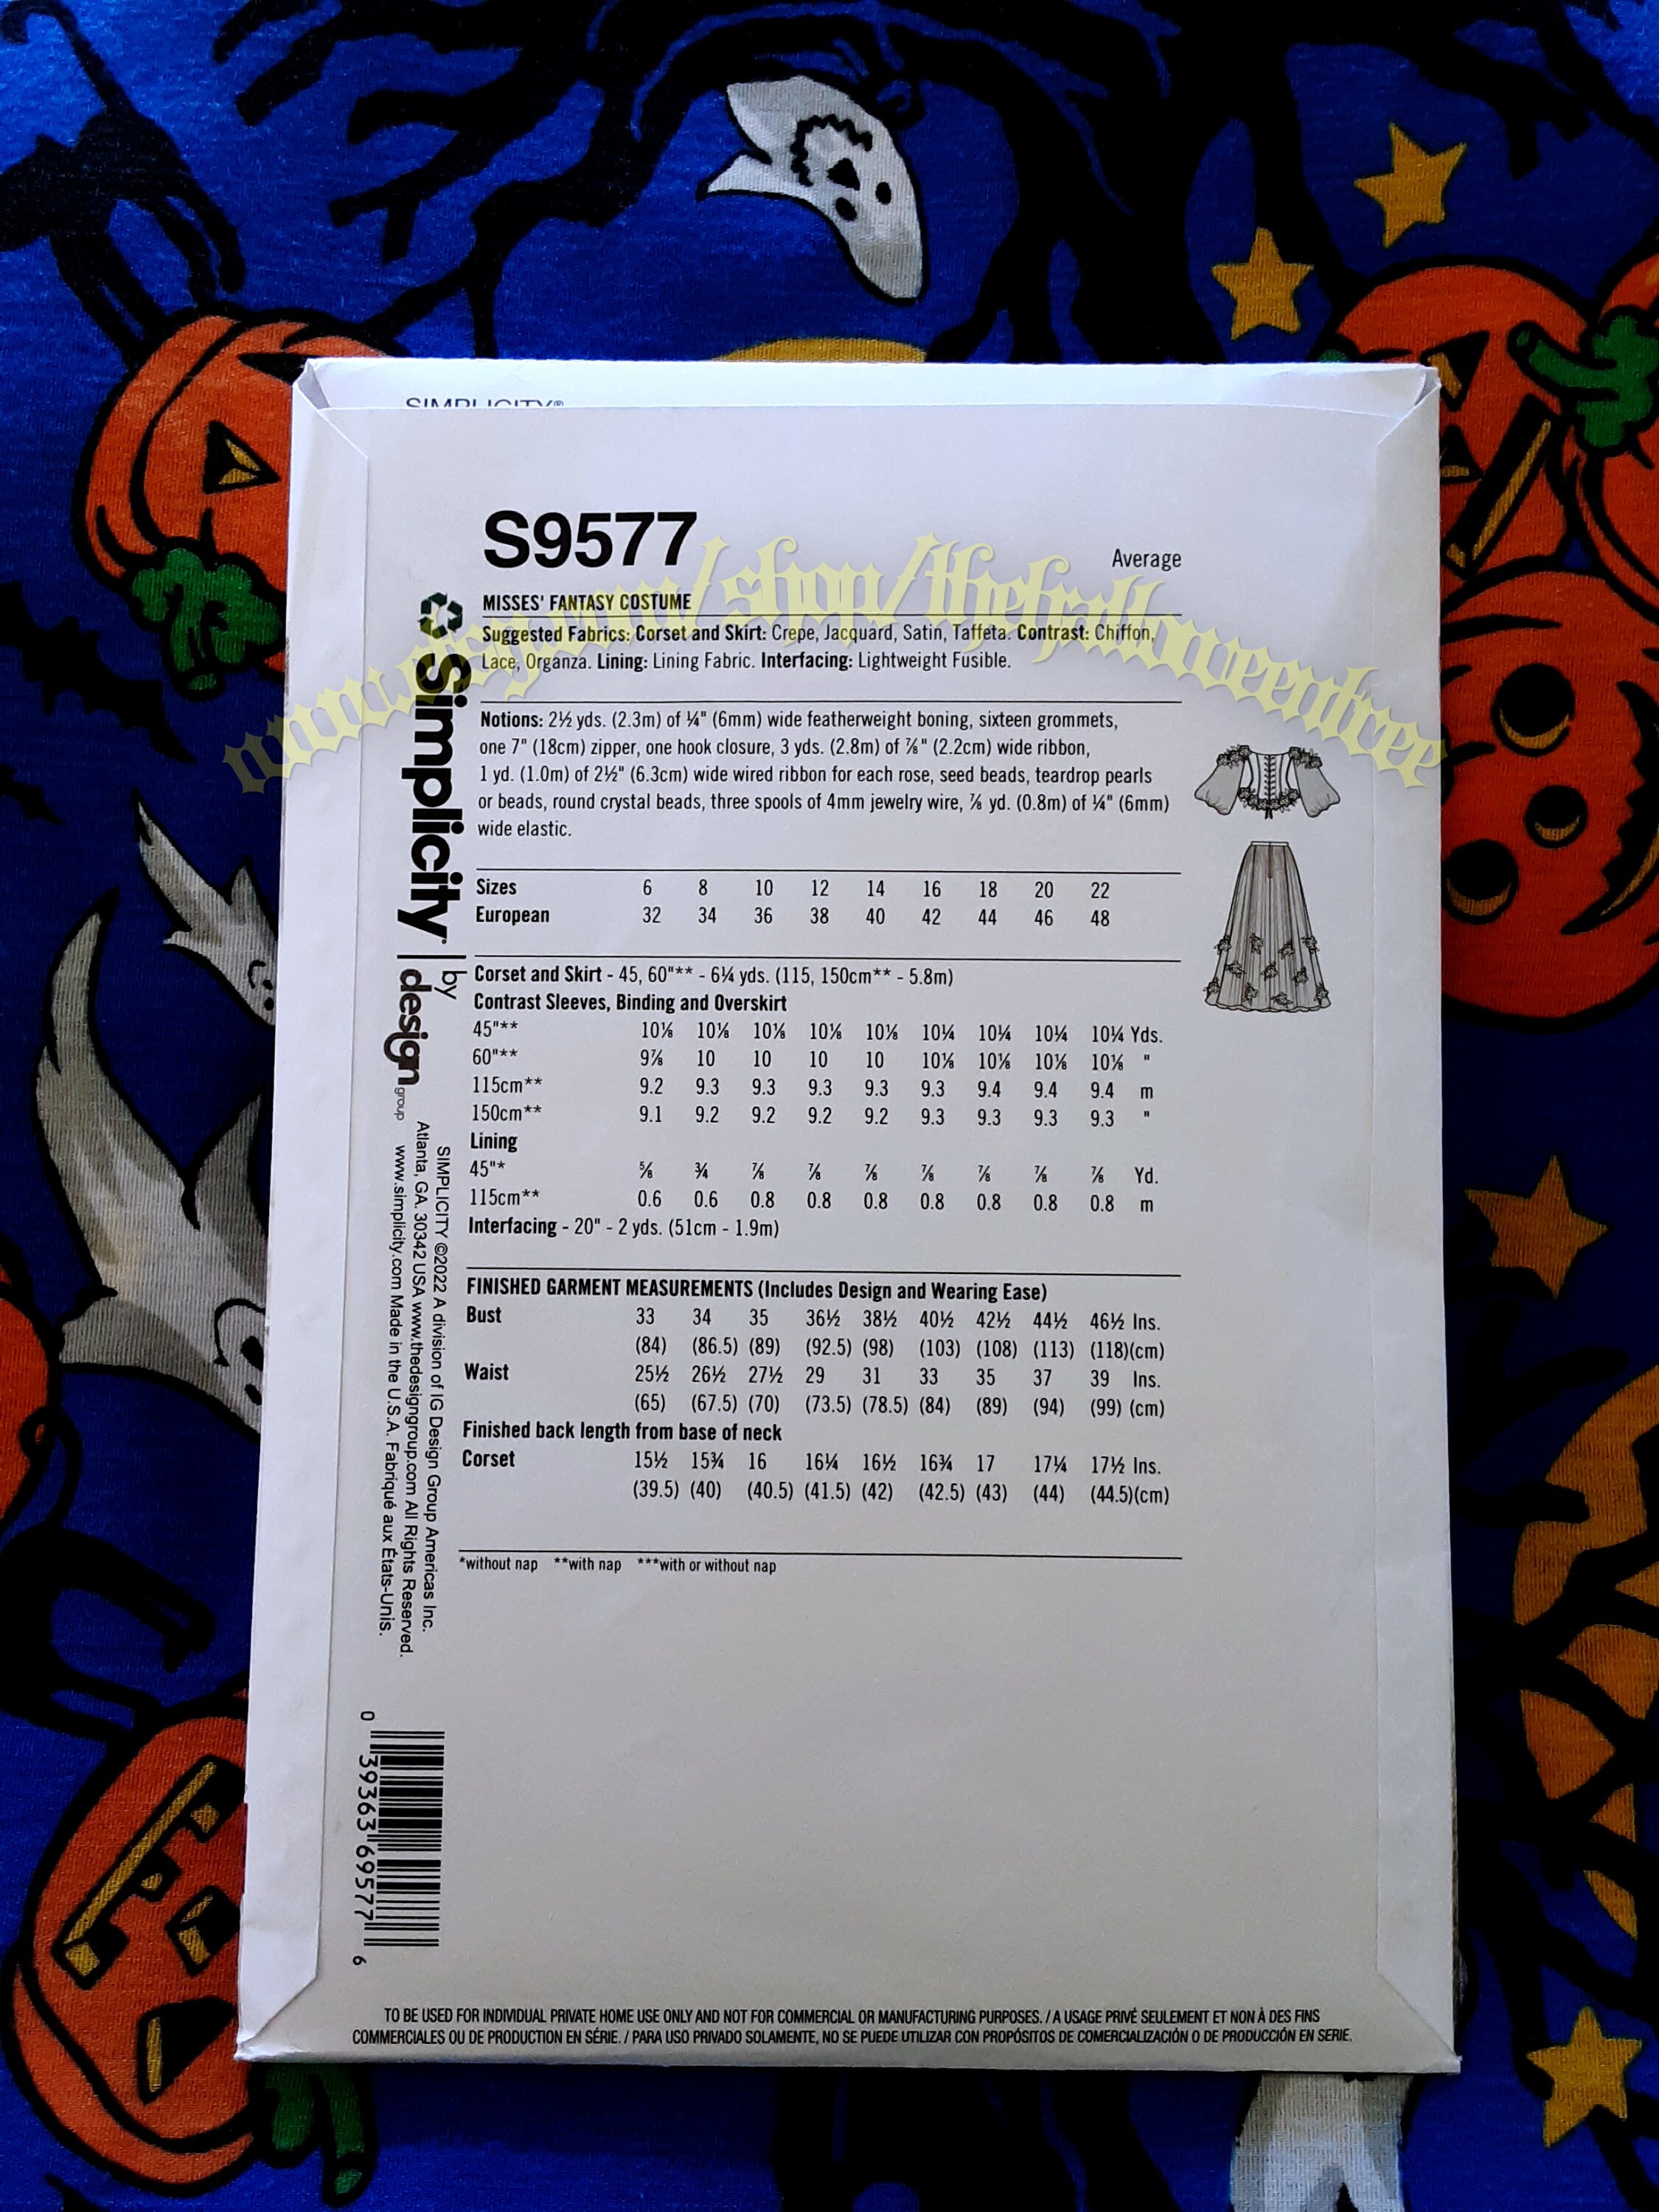 SIMPLICITY®
S9577
Average
MISSES' FANTASY COSTUME
Suggested Fabrics: Corset and Skirt: Crepe, Jacquard, Satin, Taffeta. Contrast: Chiffon,
Lace, Organza. Lining: Lining Fabric. Interfacing: Lightweight Fusible.
www.etsy.com/shop/thehalloweentree
Notions: 2½ yds. (2.3m) of ¼" (6mm) wide featherweight boning, sixteen grommets,
one 7" (18cm) zipper, one hook closure, 3 yds. (2.8m) of ⅞" (2.2cm) wide ribbon,
1 yd. (1.0m) of 2½" (6.3cm) wide wired ribbon for each rose, seed beads, teardrop pearls
or beads, round crystal beads, three spools of 4mm jewelry wire, ⅞ yd. (0.8m) of ¼" (6mm)
wide elastic.
Sizes 6 8 10 12 14 16 18 20 22
European 32 34 36 38 40 42 44 46 48
Corset and Skirt - 45, 60"** - 6¼ yds. (115, 150cm** - 5.8m)
Contrast Sleeves, Binding and Overskirt
45"** 10⅛ 10⅛ 10⅛ 10⅛ 10⅛ 10¼ 10¼ 10¼ 10¼ Yds.
60"** 9⅞ 10 10 10 10 10⅛ 10⅛ 10⅛ 10⅛ "
115cm** 9.2 9.3 9.3 9.3 9.3 9.3 9.4 9.4 9.4 m
150cm** 9.1 9.2 9.2 9.2 9.2 9.3 9.3 9.3 9.3 "
Lining
45"* ⅝ ¾ ⅞ ⅞ ⅞ ⅞ ⅞ ⅞ ⅞ Yd.
115cm** 0.6 0.6 0.8 0.8 0.8 0.8 0.8 0.8 0.8 m
Interfacing - 20" - 2 yds. (51cm - 1.9m)
FINISHED GARMENT MEASUREMENTS (Includes Design and Wearing Ease)
Bust 33 34 35 36½ 38½ 40½ 42½ 44½ 46½ Ins.
(84) (86.5) (89) (92.5) (98) (103) (108) (113) (118)(cm)
Waist 25½ 26½ 27½ 29 31 33 35 37 39 Ins.
(65) (67.5) (70) (73.5) (78.5) (84) (89) (94) (99) (cm)
Finished back length from base of neck
Corset 15½ 15¾ 16 16¼ 16½ 16¾ 17 17¼ 17½ Ins.
(39.5) (40) (40.5) (41.5) (42) (42.5) (43) (44) (44.5)(cm)
*without nap **with nap ***with or without nap
Simplicity
by
design
group
SIMPLICITY ©2022 A division of IG Design Group Americas Inc.
Atlanta, GA. 30342 USA www.thedesigngroup.com All Rights Reserved.
www.simplicity.com Made in the U.S.A. Fabriqué aux États-Unis.
0 39363 69577 6
TO BE USED FOR INDIVIDUAL PRIVATE HOME USE ONLY AND NOT FOR COMMERCIAL OR MANUFACTURING PURPOSES. / A USAGE PRIVÉ SEULEMENT ET NON À DES FINS
COMMERCIALES OU DE PRODUCTION EN SÉRIE. / PARA USO PRIVADO SOLAMENTE, NO SE PUEDE UTILIZAR CON PROPÓSITOS DE COMERCIALIZACIÓN O DE PRODUCCIÓN EN SERIE.